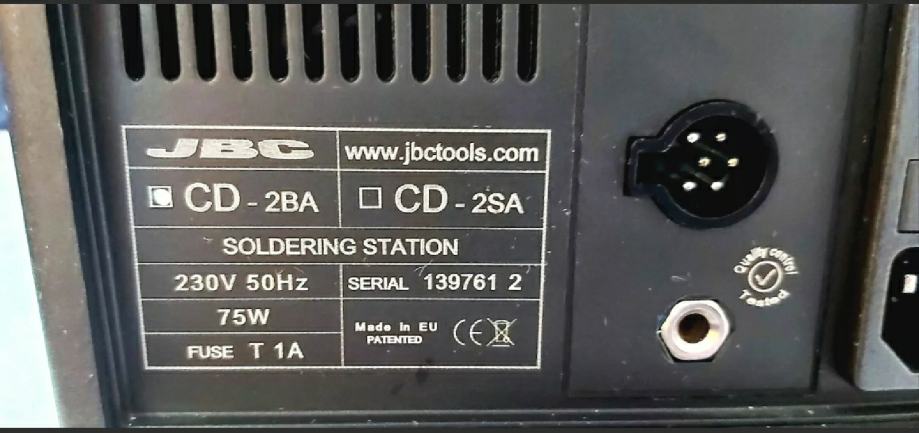 JBC
www.jbctools.com
CD - 2BA
CD - 2SA
SOLDERING STATION
230V 50Hz
SERIAL 139761 2
75W
Made in EU
PATENTED
CE
FUSE T 1A
Quality control
Tested